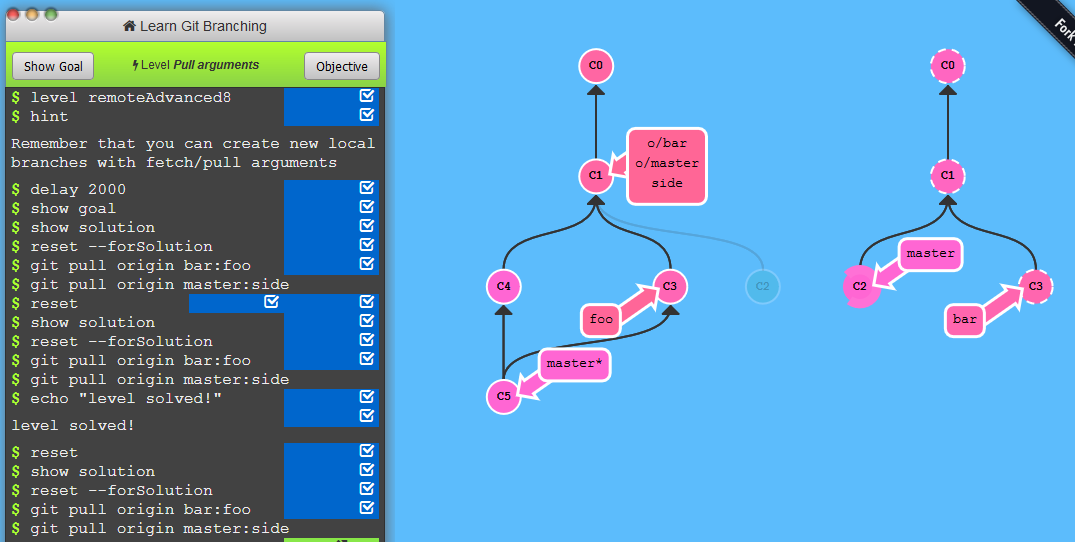 Learn Git Branching
Show Goal
Level Pull arguments
Objective
$ level remoteAdvanced8
$ hint
Remember that you can create new local
branches with fetch/pull arguments
$ delay 2000
$ show goal
$ show solution
$ reset --forSolution
$ git pull origin bar:foo
$ git pull origin master:side
$ reset
$ show solution
$ reset --forSolution
$ git pull origin bar:foo
$ git pull origin master:side
$ echo "level solved!"
level solved!
$ reset
$ show solution
$ reset --forSolution
$ git pull origin bar:foo
$ git pull origin master:side
C0
o/bar
o/master
side
C1
C4
C3
C2
foo
master*
C5
C0
C1
master
C2
bar
C3
Fork